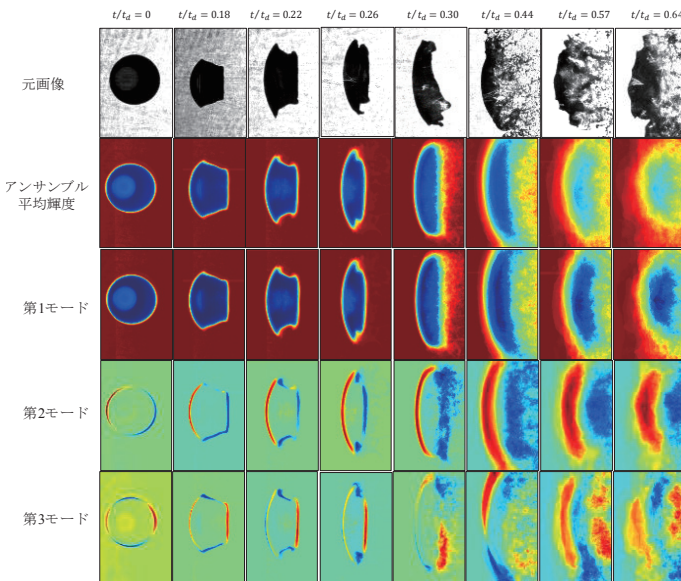 t/t_d = 0 t/t_d = 0.18 t/t_d = 0.22 t/t_d = 0.26 t/t_d = 0.30 t/t_d = 0.44 t/t_d = 0.57 t/t_d = 0.64
元画像
アンサンブル
平均輝度
第1モード
第2モード
第3モード